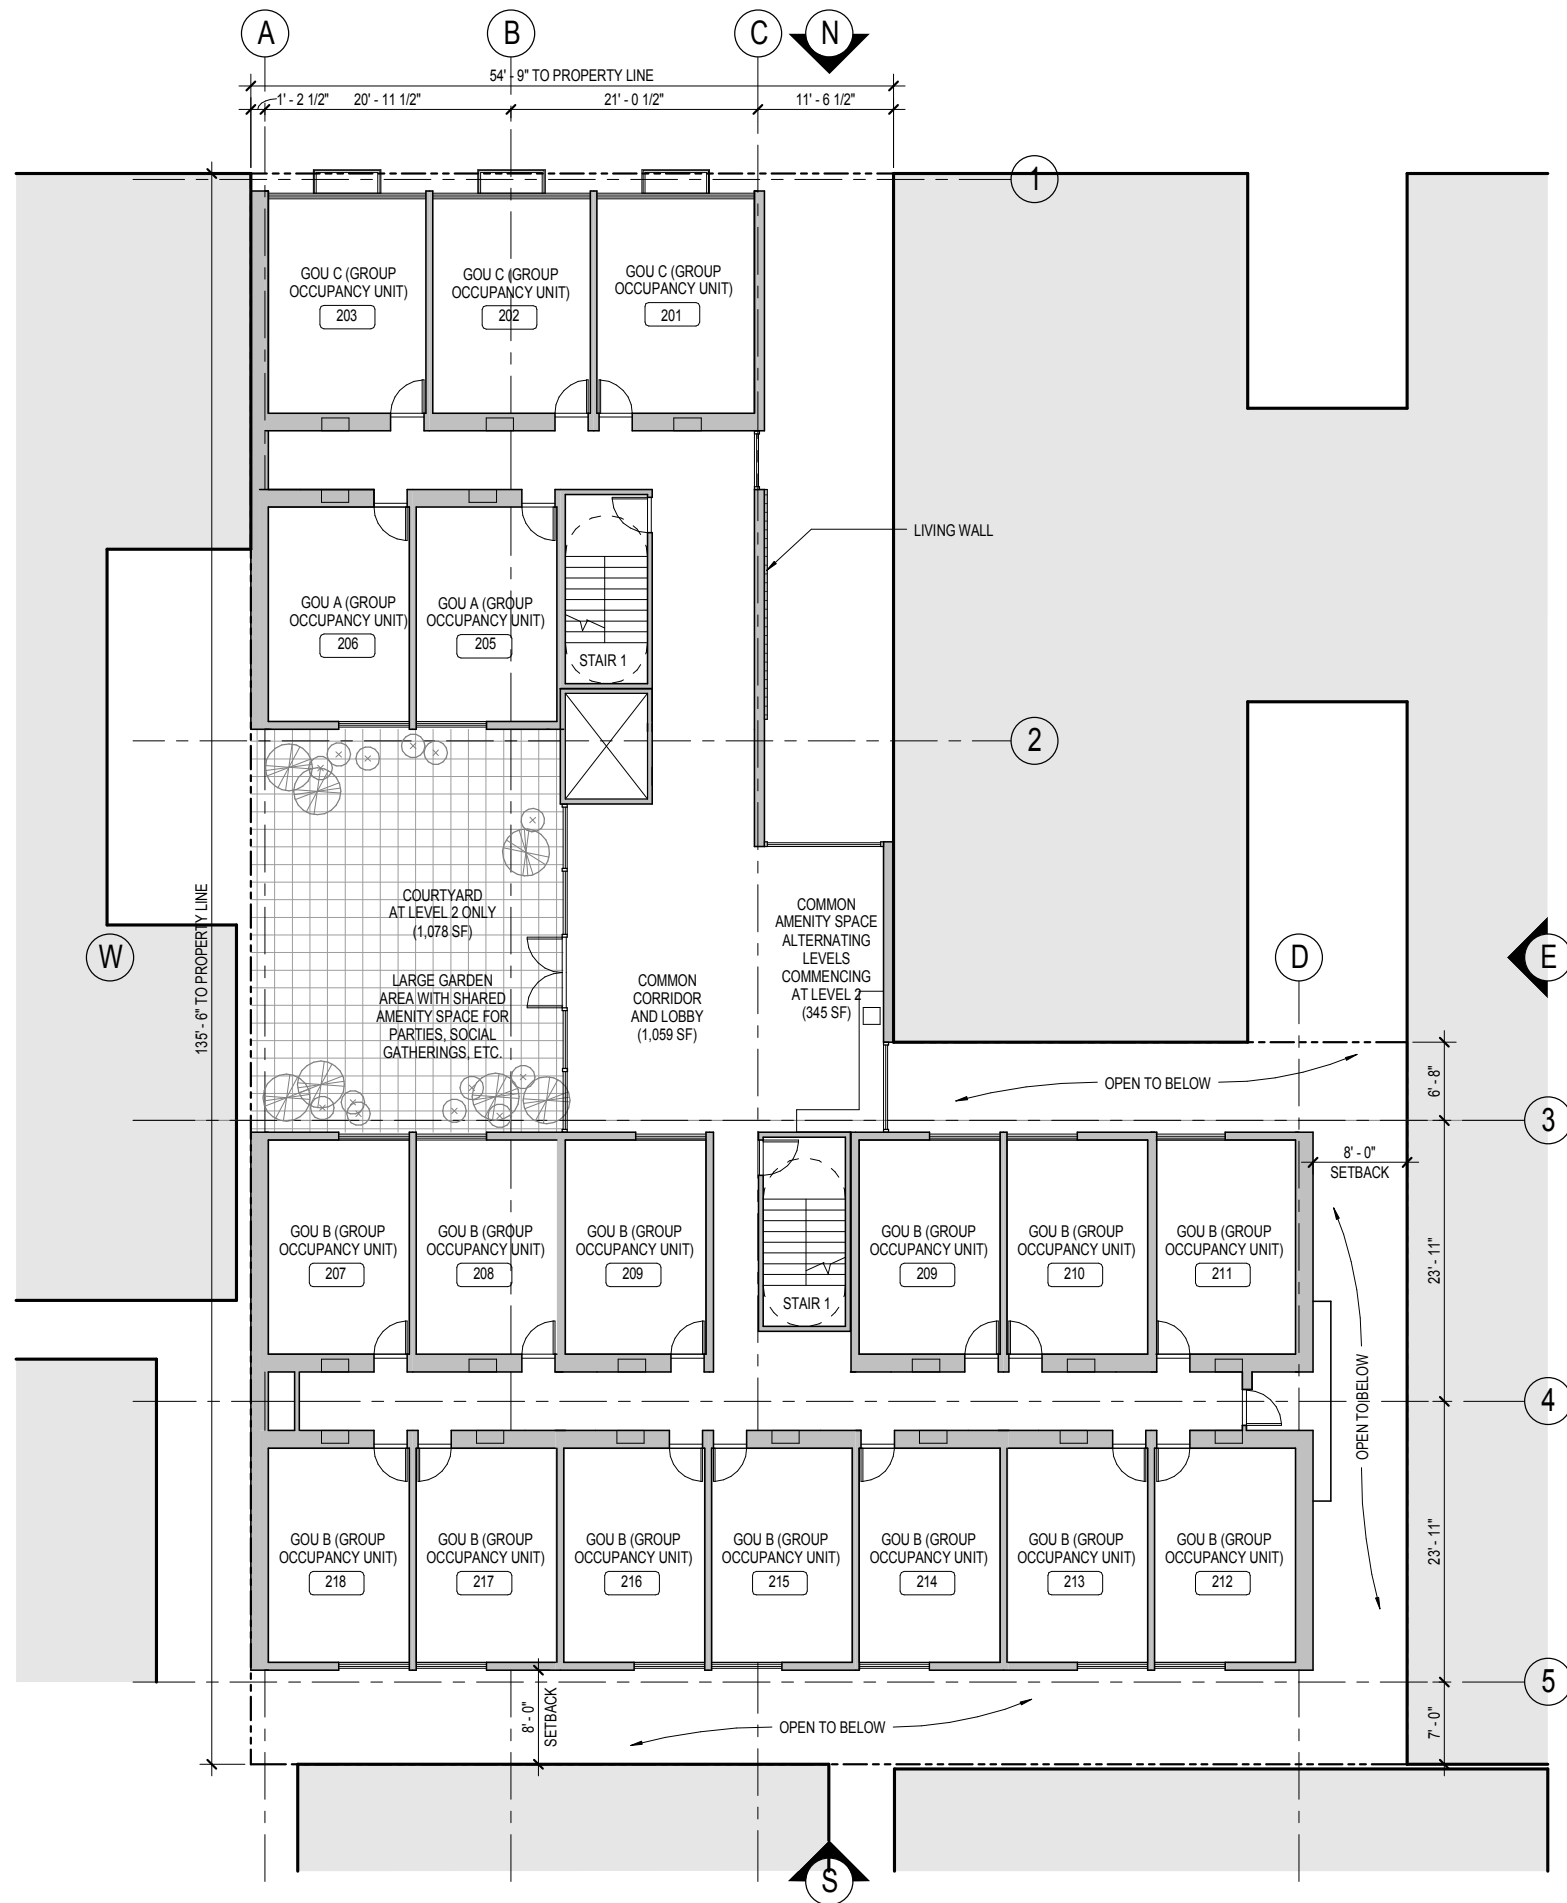 A
B
C
N
54' - 9" TO PROPERTY LINE
1' - 2 1/2"
20' - 11 1/2"
21' - 0 1/2"
11' - 6 1/2"
1
GOU C (GROUP
OCCUPANCY UNIT)
203
GOU C (GROUP
OCCUPANCY UNIT)
202
GOU C (GROUP
OCCUPANCY UNIT)
201
LIVING WALL
GOU A (GROUP
OCCUPANCY UNIT)
206
GOU A (GROUP
OCCUPANCY UNIT)
205
STAIR 1
2
135' - 6" TO PROPERTY LINE
COURTYARD
AT LEVEL 2 ONLY
(1,078 SF)
LARGE GARDEN
AREA WITH SHARED
AMENITY SPACE FOR
PARTIES, SOCIAL
GATHERINGS, ETC.
COMMON
CORRIDOR
AND LOBBY
(1,059 SF)
COMMON
AMENITY SPACE
ALTERNATING
LEVELS
COMMENCING
AT LEVEL 2
(345 SF)
W
D
E
OPEN TO BELOW
6' - 8"
3
8' - 0"
SETBACK
GOU B (GROUP
OCCUPANCY UNIT)
207
GOU B (GROUP
OCCUPANCY UNIT)
208
GOU B (GROUP
OCCUPANCY UNIT)
209
STAIR 1
GOU B (GROUP
OCCUPANCY UNIT)
209
GOU B (GROUP
OCCUPANCY UNIT)
210
GOU B (GROUP
OCCUPANCY UNIT)
211
23' - 11"
OPEN TO BELOW
4
GOU B (GROUP
OCCUPANCY UNIT)
218
GOU B (GROUP
OCCUPANCY UNIT)
217
GOU B (GROUP
OCCUPANCY UNIT)
216
GOU B (GROUP
OCCUPANCY UNIT)
215
GOU B (GROUP
OCCUPANCY UNIT)
214
GOU B (GROUP
OCCUPANCY UNIT)
213
GOU B (GROUP
OCCUPANCY UNIT)
212
23' - 11"
5
8' - 0"
SETBACK
OPEN TO BELOW
7' - 0"
S